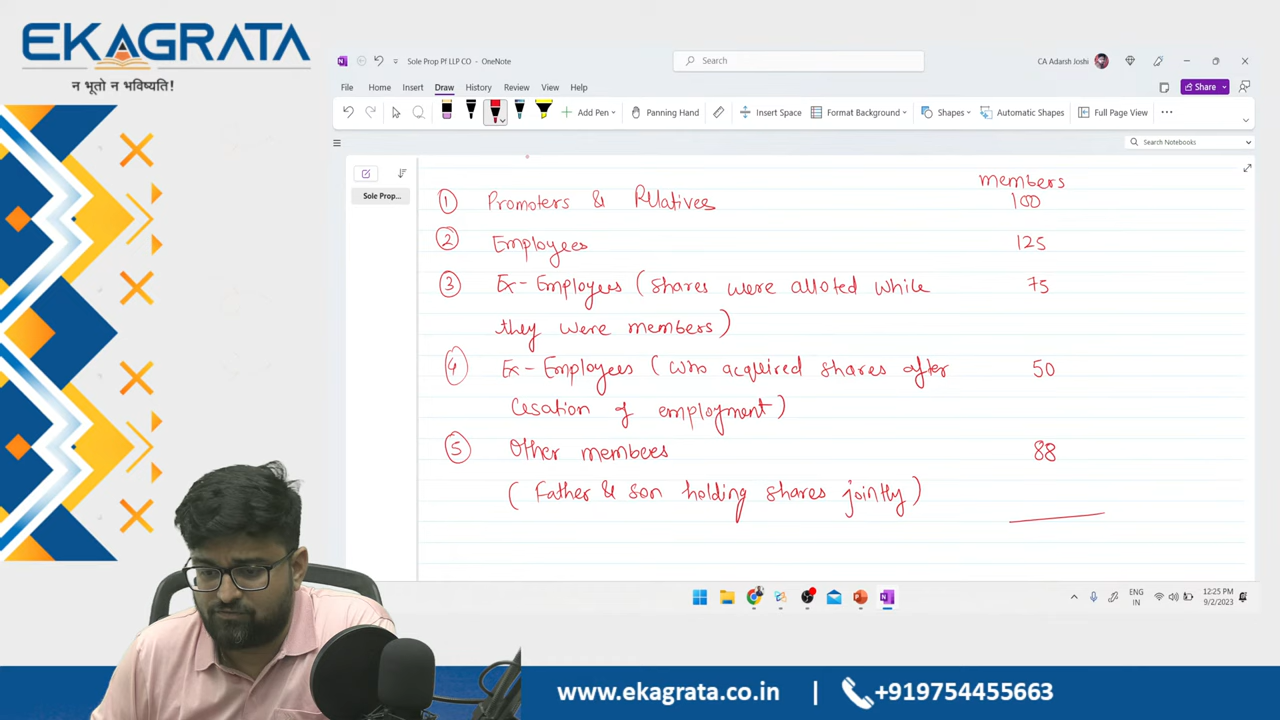 EKAGRATA
न भूतो न भविष्यति!
Sole Prop Pf LLP CO - OneNote
Search
CA Adarsh Joshi
File Home Insert Draw History Review View Help
Share
Add Pen
Panning Hand
Insert Space
Format Background
Shapes
Automatic Shapes
Full Page View
Search Notebooks
Sole Prop...
members
① Promoters & Relatives 100
② Employees 125
③ Ex-Employees (shares were alloted while 75
they were members)
④ Ex-Employees (who acquired shares after 50
Cesation of employment)
⑤ Other members 88
(Father & son holding shares jointly)
ENG
IN
12:25 PM
9/2/2023
www.ekagrata.co.in | +919754455663